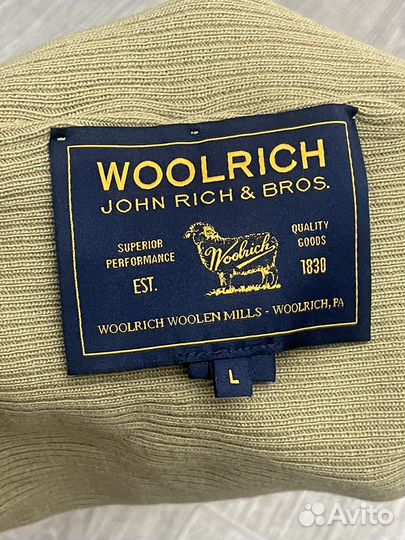 WOOLRICH
JOHN RICH & BROS.
SUPERIOR
PERFORMANCE
EST.
Woolrich
QUALITY
GOODS
1830
WOOLRICH WOOLEN MILLS - WOOLRICH, PA
L
Avito